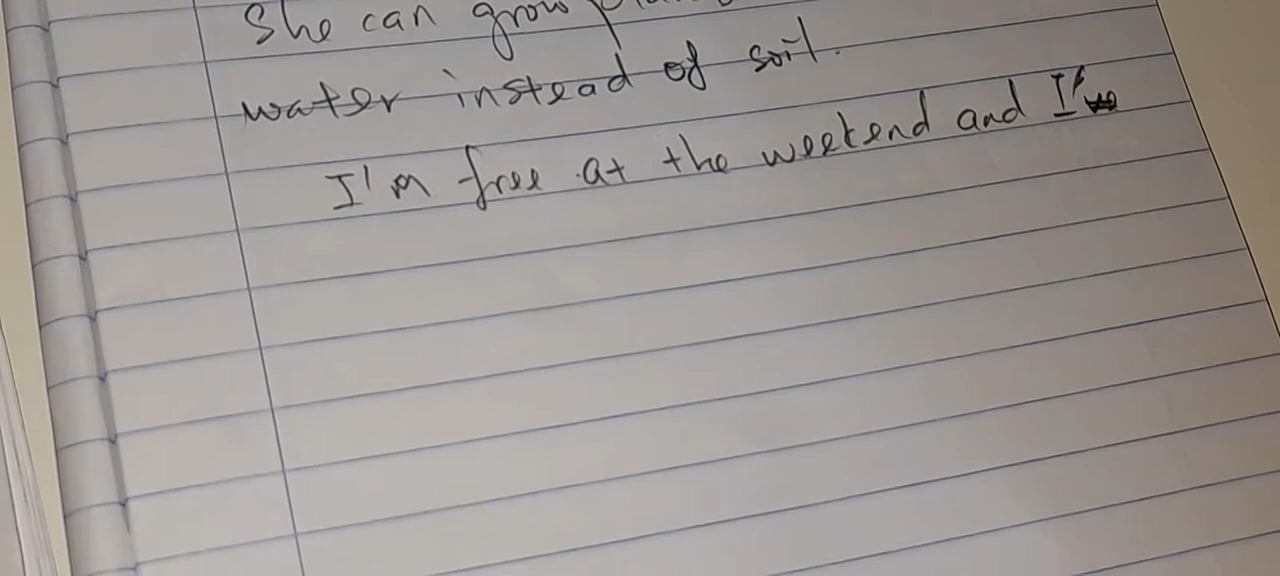 She can grow
water instead of soil.
I'm free at the weekend and I'